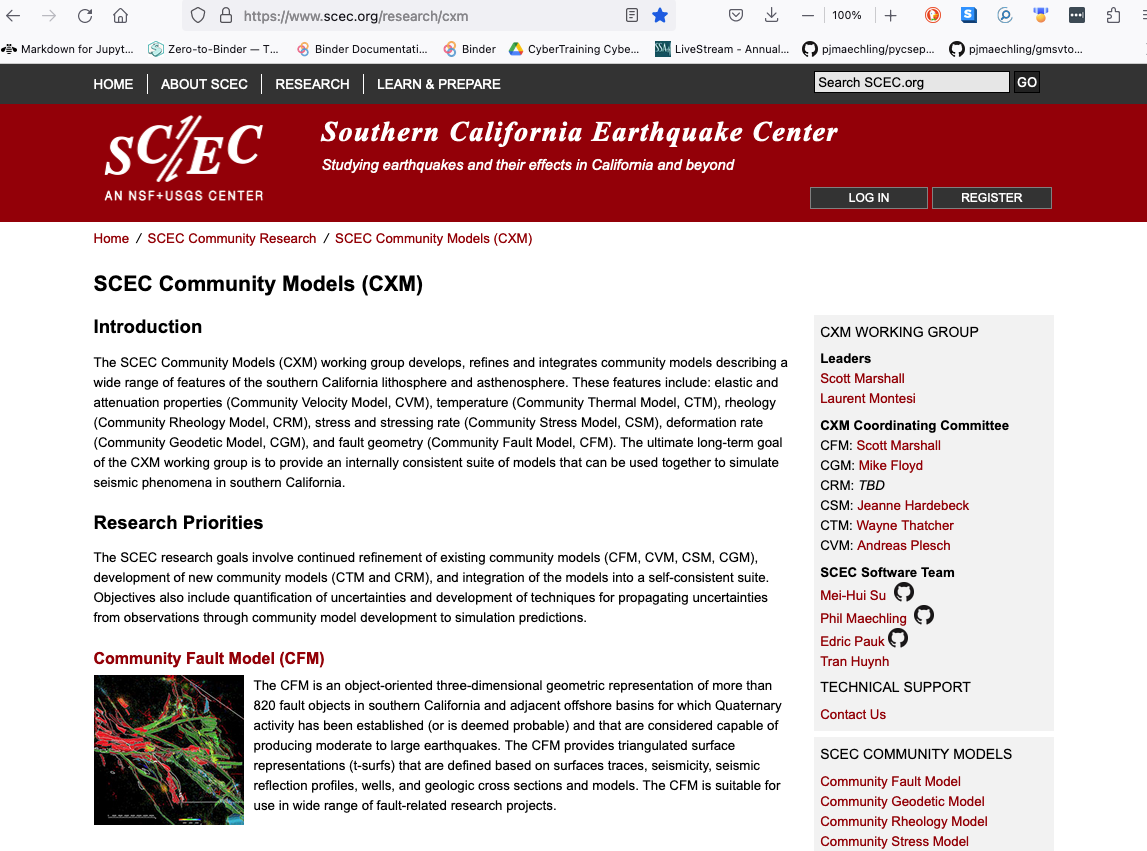 https://www.scec.org/research/cxm
100%
Markdown for Jupyt...
Zero-to-Binder — T...
Binder Documentati...
Binder
CyberTraining Cybe...
LiveStream - Annual...
pjmaechling/pycsep...
pjmaechling/gmsvto...
HOME
ABOUT SCEC
RESEARCH
LEARN & PREPARE
Search SCEC.org
GO
SC/EC
AN NSF+USGS CENTER
Southern California Earthquake Center
Studying earthquakes and their effects in California and beyond
LOG IN
REGISTER
Home / SCEC Community Research / SCEC Community Models (CXM)
SCEC Community Models (CXM)
Introduction
The SCEC Community Models (CXM) working group develops, refines and integrates community models describing a
wide range of features of the southern California lithosphere and asthenosphere. These features include: elastic and
attenuation properties (Community Velocity Model, CVM), temperature (Community Thermal Model, CTM), rheology
(Community Rheology Model, CRM), stress and stressing rate (Community Stress Model, CSM), deformation rate
(Community Geodetic Model, CGM), and fault geometry (Community Fault Model, CFM). The ultimate long-term goal
of the CXM working group is to provide an internally consistent suite of models that can be used together to simulate
seismic phenomena in southern California.
Research Priorities
The SCEC research goals involve continued refinement of existing community models (CFM, CVM, CSM, CGM),
development of new community models (CTM and CRM), and integration of the models into a self-consistent suite.
Objectives also include quantification of uncertainties and development of techniques for propagating uncertainties
from observations through community model development to simulation predictions.
Community Fault Model (CFM)
The CFM is an object-oriented three-dimensional geometric representation of more than
820 fault objects in southern California and adjacent offshore basins for which Quaternary
activity has been established (or is deemed probable) and that are considered capable of
producing moderate to large earthquakes. The CFM provides triangulated surface
representations (t-surfs) that are defined based on surfaces traces, seismicity, seismic
reflection profiles, wells, and geologic cross sections and models. The CFM is suitable for
use in wide range of fault-related research projects.
CXM WORKING GROUP
Leaders
Scott Marshall
Laurent Montesi
CXM Coordinating Committee
CFM: Scott Marshall
CGM: Mike Floyd
CRM: TBD
CSM: Jeanne Hardebeck
CTM: Wayne Thatcher
CVM: Andreas Plesch
SCEC Software Team
Mei-Hui Su
Phil Maechling
Edric Pauk
Tran Huynh
TECHNICAL SUPPORT
Contact Us
SCEC COMMUNITY MODELS
Community Fault Model
Community Geodetic Model
Community Rheology Model
Community Stress Model